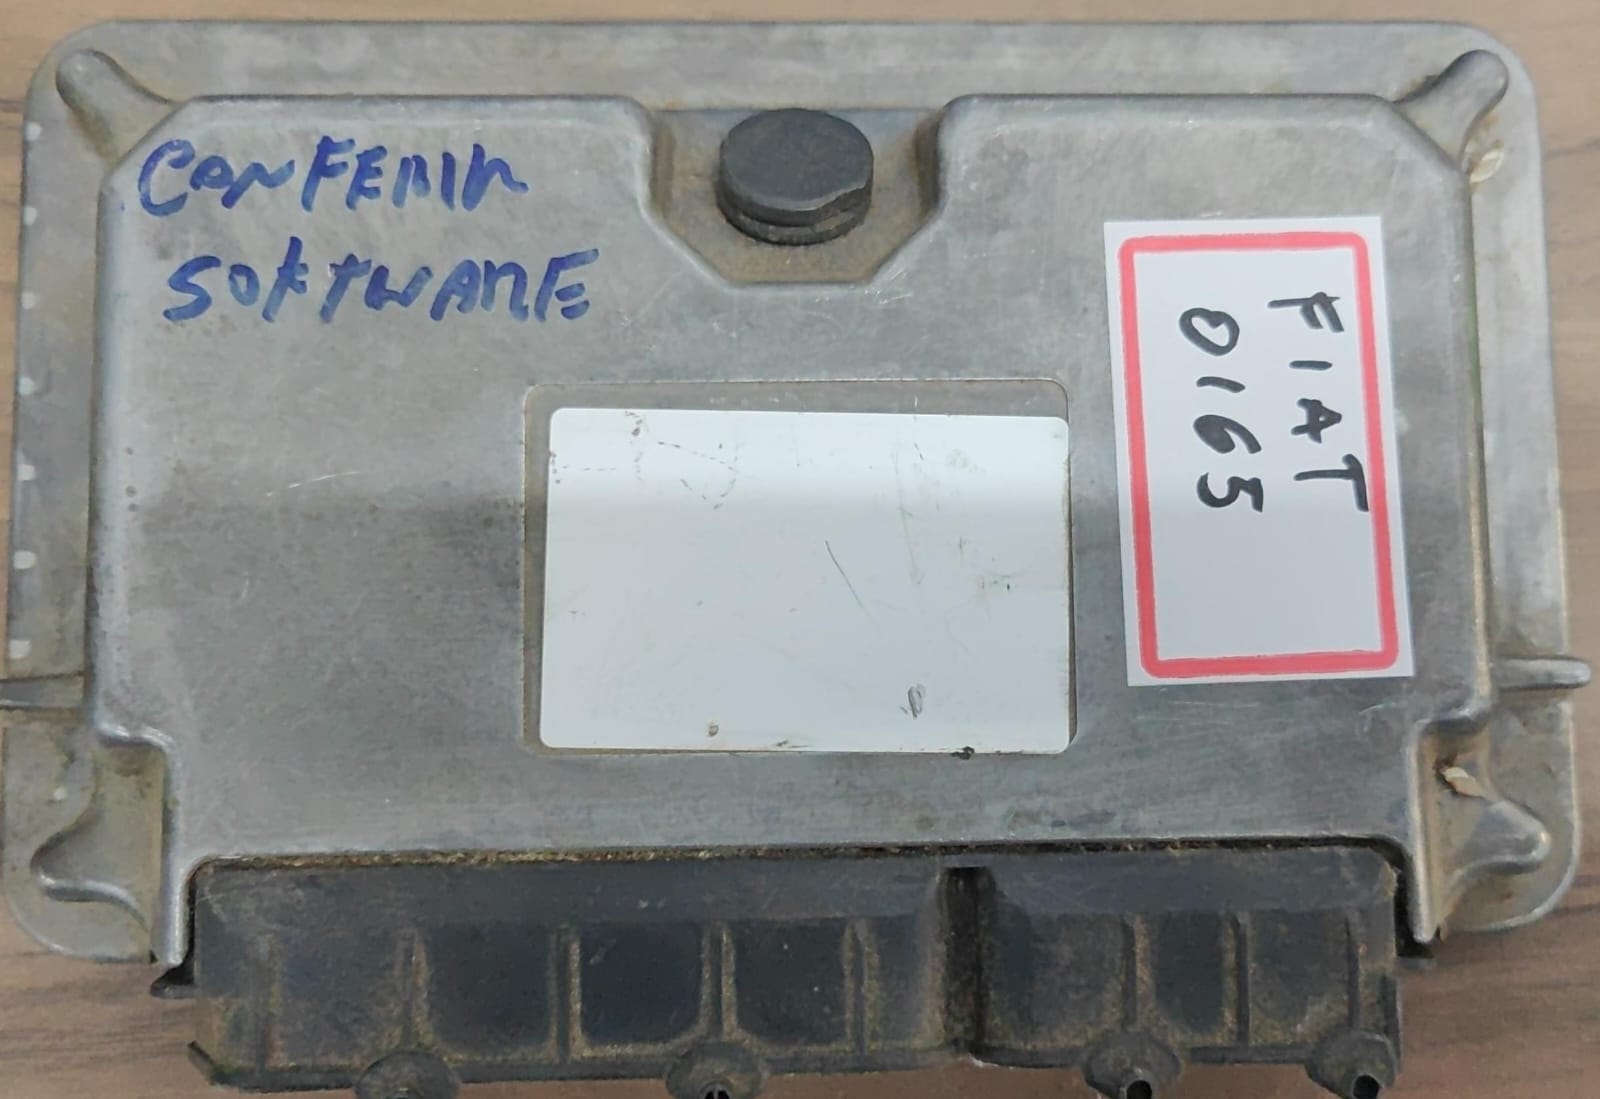 CONFERIR
SOFTWARE
FIAT
0165